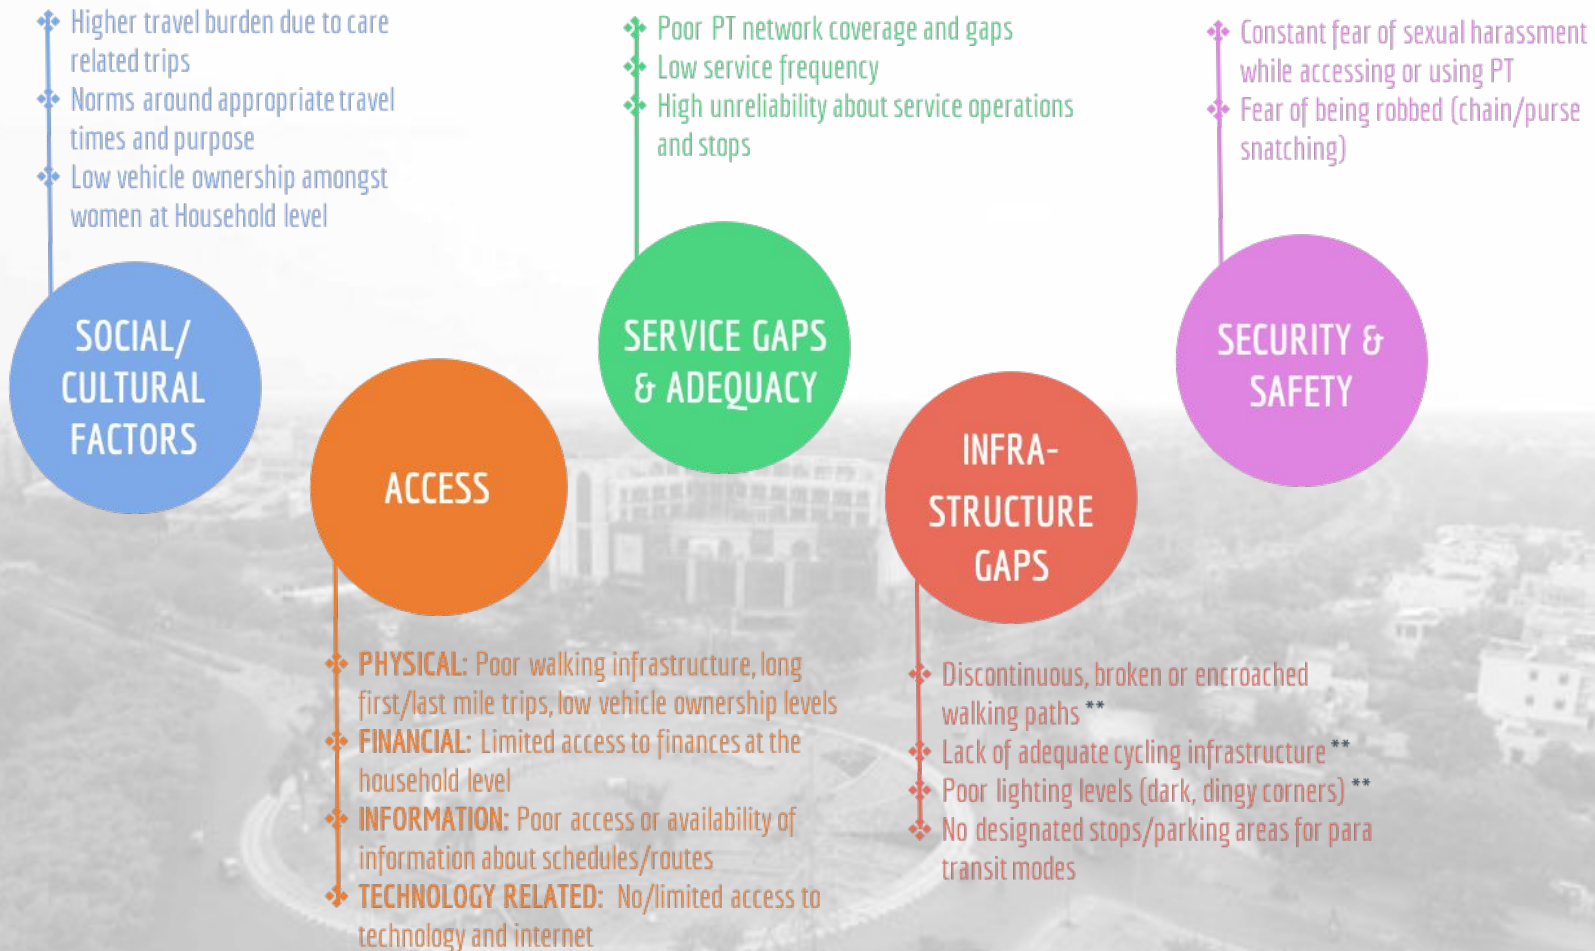 Higher travel burden due to care
related trips
Norms around appropriate travel
times and purpose
Low vehicle ownership amongst
women at Household level
SOCIAL/
CULTURAL
FACTORS
ACCESS
PHYSICAL: Poor walking infrastructure, long
first/last mile trips, low vehicle ownership levels
FINANCIAL: Limited access to finances at the
household level
INFORMATION: Poor access or availability of
information about schedules/routes
TECHNOLOGY RELATED: No/limited access to
technology and internet
Poor PT network coverage and gaps
Low service frequency
High unreliability about service operations
and stops
SERVICE GAPS
& ADEQUACY
INFRA-
STRUCTURE
GAPS
Discontinuous, broken or encroached
walking paths **
Lack of adequate cycling infrastructure **
Poor lighting levels (dark, dingy corners) **
No designated stops/parking areas for para
transit modes
Constant fear of sexual harassment
while accessing or using PT
Fear of being robbed (chain/purse
snatching)
SECURITY &
SAFETY